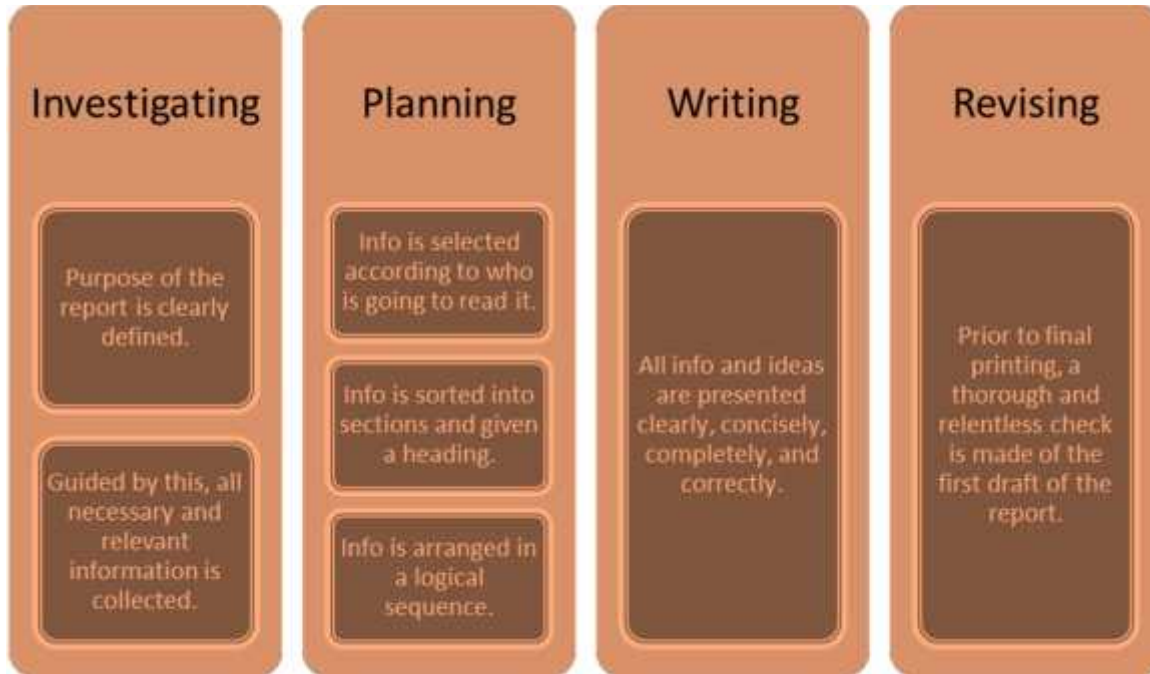 Investigating
Purpose of the
report is clearly
defined.
Guided by this, all
necessary and
relevant
information is
collected.
Planning
Info is selected
according to who
is going to read it.
Info is sorted into
sections and given
a heading.
Info is arranged in
a logical
sequence.
Writing
All info and ideas
are presented
clearly, concisely,
completely, and
correctly.
Revising
Prior to final
printing, a
thorough and
relentless check
is made of the
first draft of the
report.